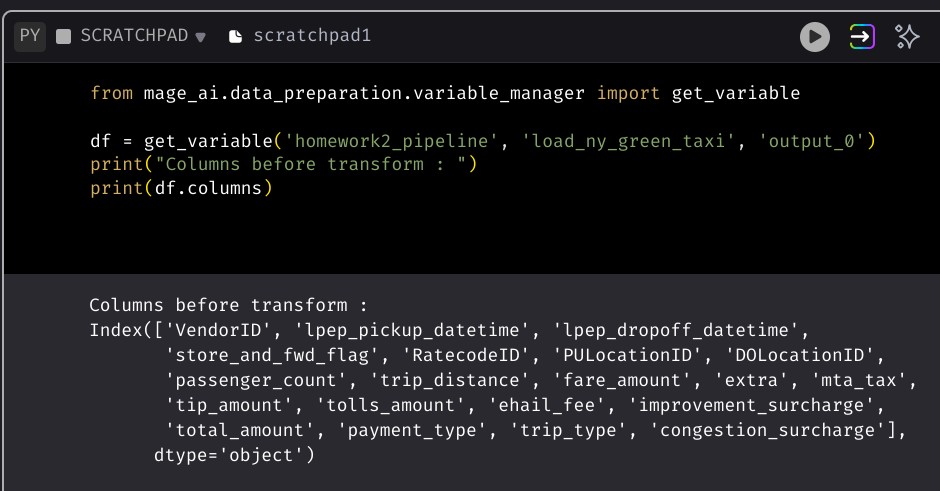 PY SCRATCHPAD scratchpad1
from mage_ai.data_preparation.variable_manager import get_variable
df = get_variable('homework2_pipeline', 'load_ny_green_taxi', 'output_0')
print("Columns before transform : ")
print(df.columns)
Columns before transform :
Index(['VendorID', 'lpep_pickup_datetime', 'lpep_dropoff_datetime',
'store_and_fwd_flag', 'RatecodeID', 'PULocationID', 'DOLocationID',
'passenger_count', 'trip_distance', 'fare_amount', 'extra', 'mta_tax',
'tip_amount', 'tolls_amount', 'ehail_fee', 'improvement_surcharge',
'total_amount', 'payment_type', 'trip_type', 'congestion_surcharge'],
dtype='object')